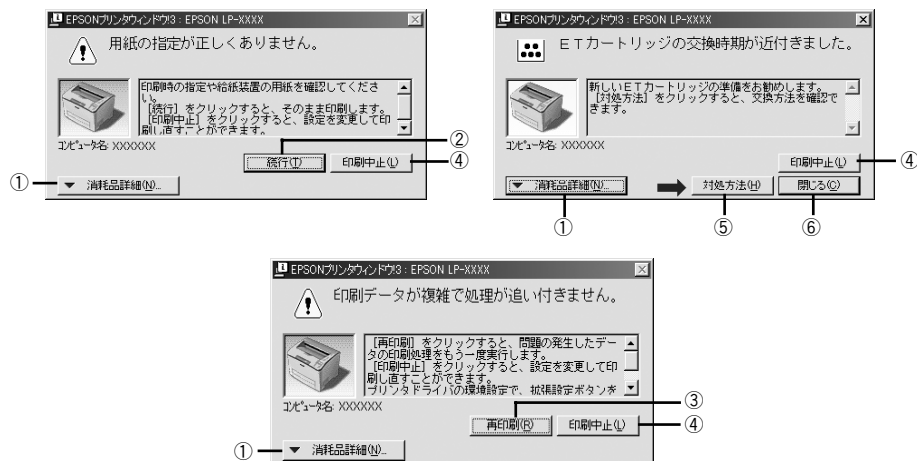 EPSONプリンタウィンドウ!3 : EPSON LP-XXXX
用紙の指定が正しくありません。
印刷時の指定や給紙装置の用紙を確認してくださ
い。
[続行] をクリックすると、そのまま印刷します。
[印刷中止] をクリックすると、設定を変更して印
刷し直すことができます。
コンピュータ名: XXXXXX
②
続行(T)
印刷中止(L)
④
①
▼ 消耗品詳細(N)...
EPSONプリンタウィンドウ!3 : EPSON LP-XXXX
ETカートリッジの交換時期が近付きました。
新しいETカートリッジの準備をお勧めします。
[対処方法] をクリックすると、交換方法を確認で
きます。
コンピュータ名: XXXXXX
印刷中止(L)
④
▼ 消耗品詳細(N)...
対処方法(H)
閉じる(C)
①
⑤
⑥
EPSONプリンタウィンドウ!3 : EPSON LP-XXXX
印刷データが複雑で処理が追い付きません。
[再印刷] をクリックすると、問題の発生したデー
タの印刷処理をもう一度実行します。
[印刷中止] をクリックすると、設定を変更して印
刷し直すことができます。
プリンタドライバの環境設定で、拡張設定ボタンを
コンピュータ名: XXXXXX
③
再印刷(R)
印刷中止(L)
④
①
▼ 消耗品詳細(N)...